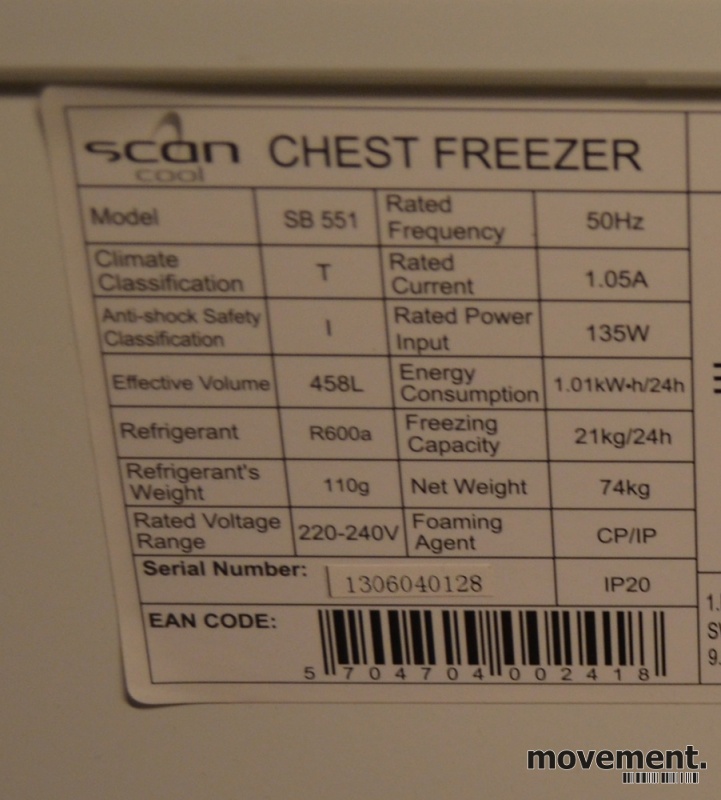 scan cool CHEST FREEZER
Model SB 551 Rated Frequency 50Hz
Climate Classification T Rated Current 1.05A
Anti-shock Safety Classification I Rated Power Input 135W
Effective Volume 458L Energy Consumption 1.01kW•h/24h
Refrigerant R600a Freezing Capacity 21kg/24h
Refrigerant's Weight 110g Net Weight 74kg
Rated Voltage Range 220-240V Foaming Agent CP/IP
Serial Number: 1306040128 IP20
EAN CODE: 5 704704 002418
movement.